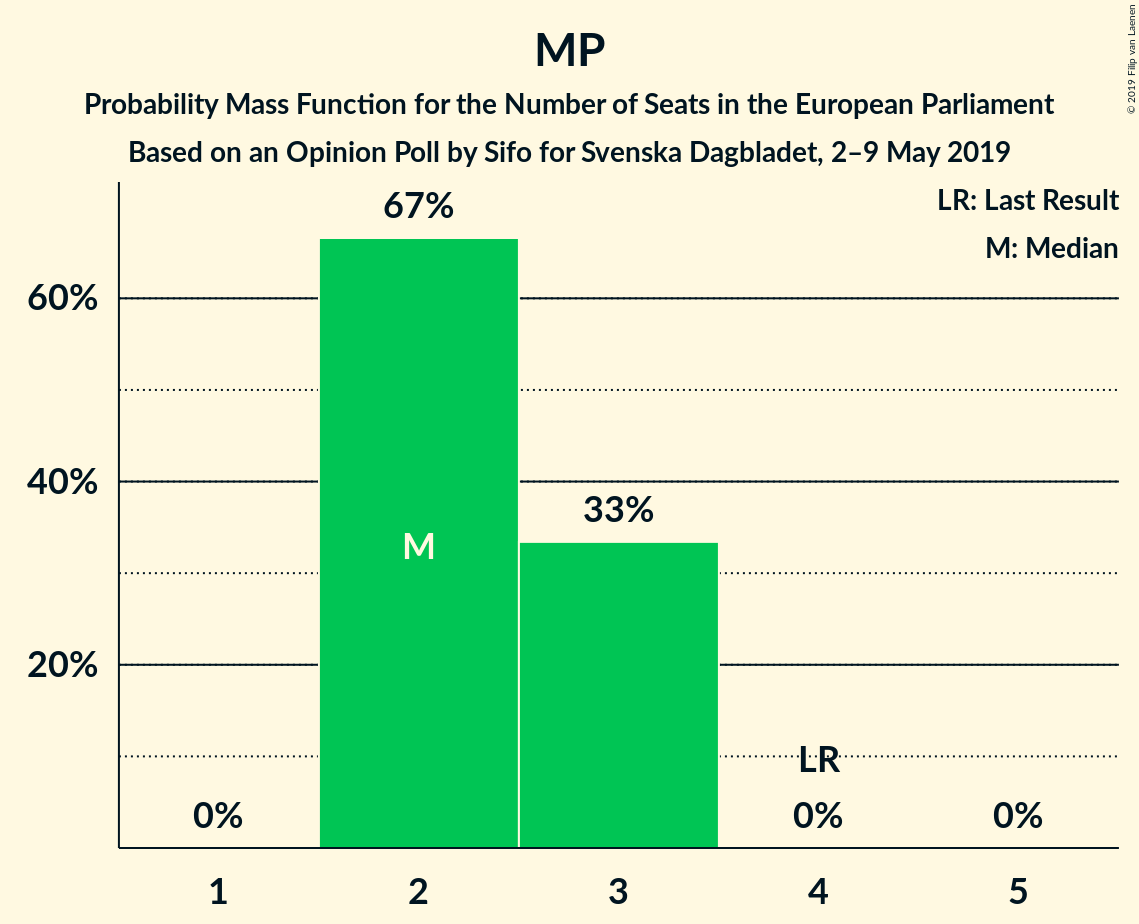 MP
Probability Mass Function for the Number of Seats in the European Parliament
Based on an Opinion Poll by Sifo for Svenska Dagbladet, 2–9 May 2019
© 2019 Filip van Laenen
LR: Last Result
M: Median
67%
60%
40%
33%
M
20%
LR
0%
0%
0%
1
2
3
4
5